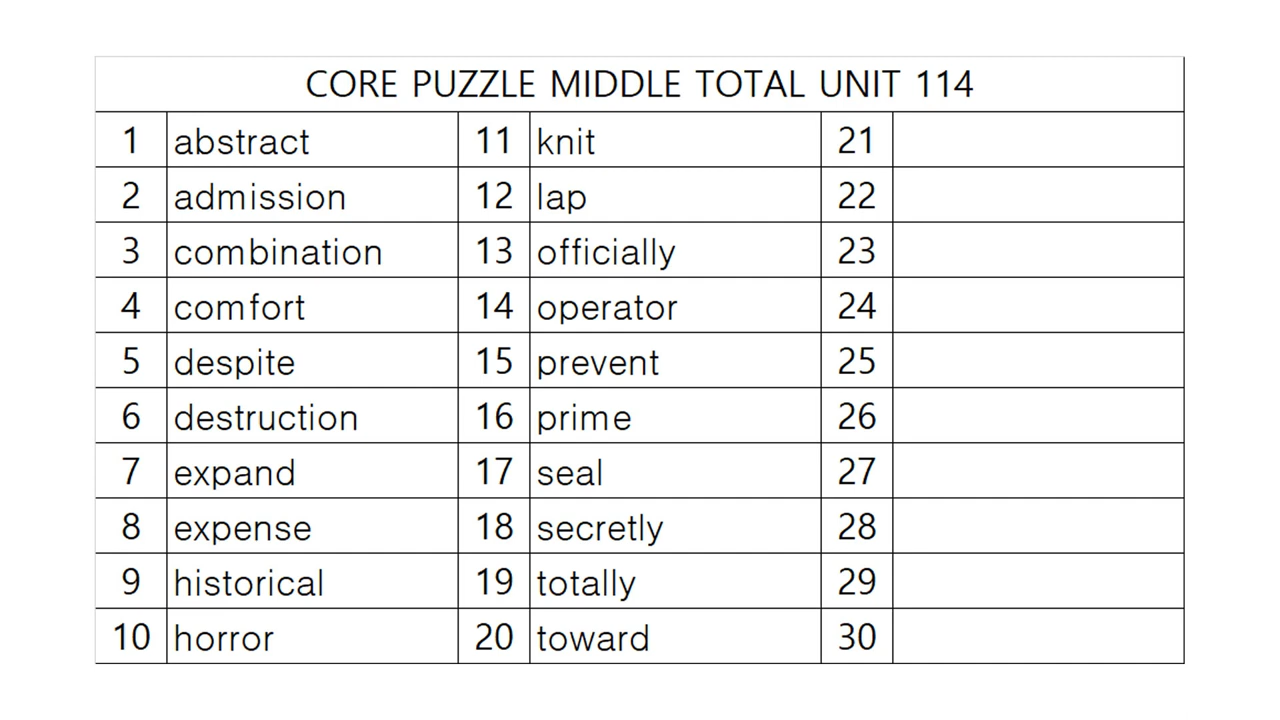 CORE PUZZLE MIDDLE TOTAL UNIT 114
1 abstract 11 knit 21
2 admission 12 lap 22
3 combination 13 officially 23
4 comfort 14 operator 24
5 despite 15 prevent 25
6 destruction 16 prime 26
7 expand 17 seal 27
8 expense 18 secretly 28
9 historical 19 totally 29
10 horror 20 toward 30